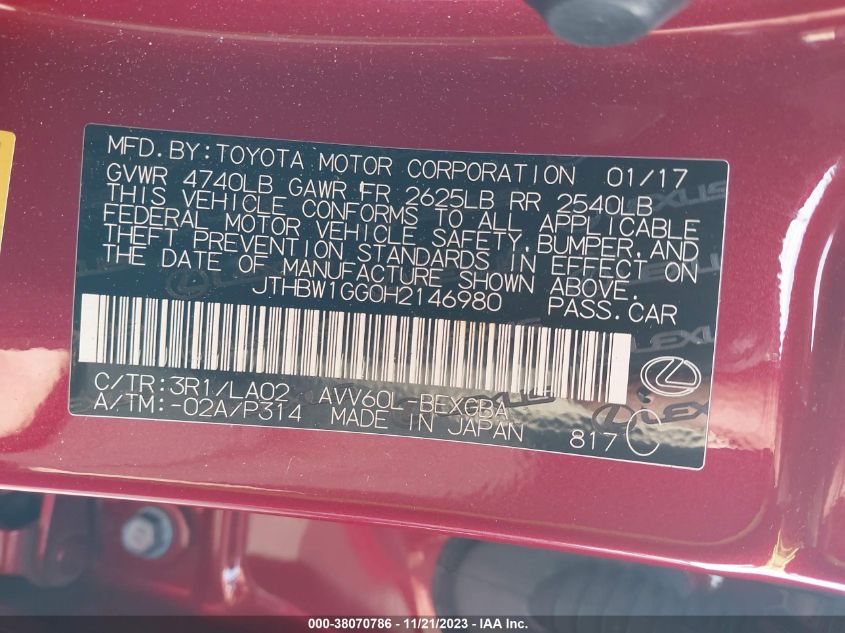 MFD.BY:TOYOTA MOTOR CORPORATION 01/17
GVWR 4740LB GAWR FR 2625LB RR 2540LB
THIS VEHICLE CONFORMS TO ALL APPLICABLE
FEDERAL MOTOR VEHICLE SAFETY,BUMPER,AND
THEFT PREVENTION STANDARDS IN EFFECT ON
THE DATE OF MANUFACTURE SHOWN ABOVE.
JTHBW1GG0H2146980 PASS.CAR
C/TR:3R1/LA02 AVV60L-BEXGBA
A/TM:-02A/P314 MADE IN JAPAN 817
LEXUS
000-38070786 - 11/21/2023 - IAA Inc.